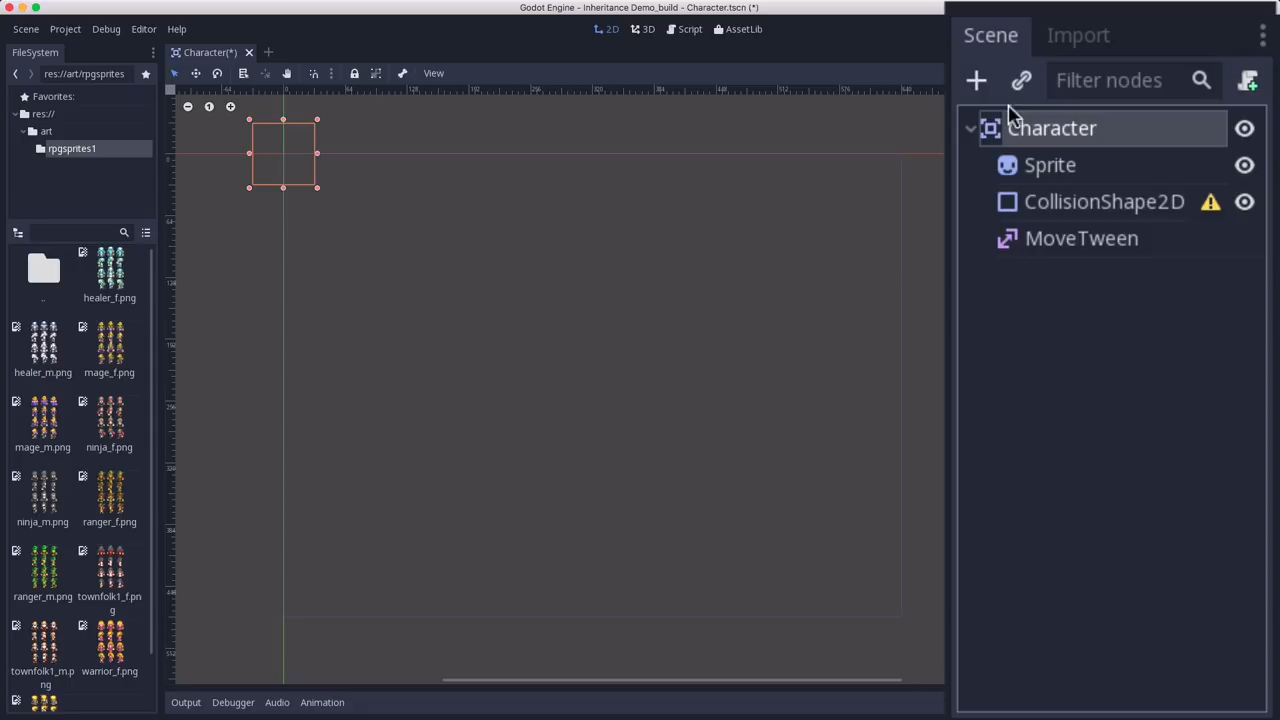 Godot Engine - Inheritance Demo_build - Character.tscn (*)
Scene Project Debug Editor Help
2D 3D Script AssetLib
FileSystem
Character(*)
res://art/rpgsprites
View
Favorites:
res://
art
rpgsprites1
..
healer_f.png
healer_m.png
mage_f.png
mage_m.png
ninja_f.png
ninja_m.png
ranger_f.png
ranger_m.png
townfolk1_f.pn
g
townfolk1_m.p
ng
warrior_f.png
Output Debugger Audio Animation
Scene Import
Filter nodes
Character
Sprite
CollisionShape2D
MoveTween